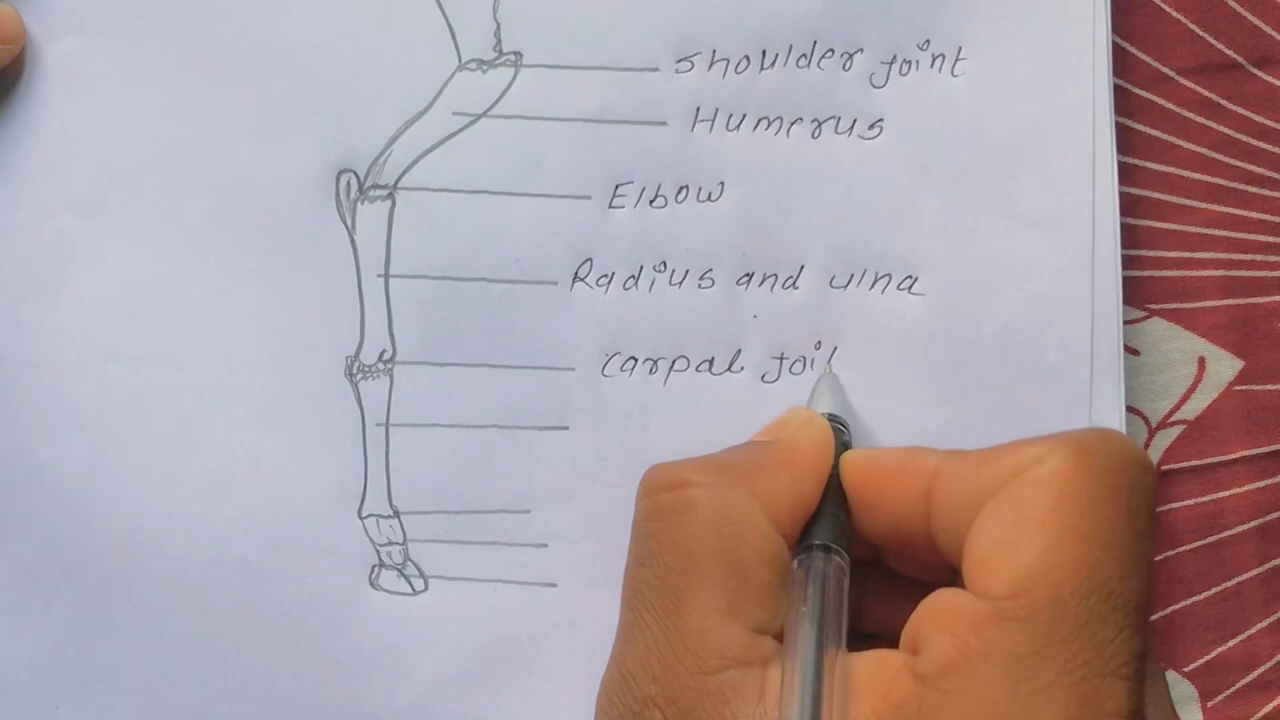 Shoulder Joint
Humerus
Elbow
Radius and ulna
Carpal Joi